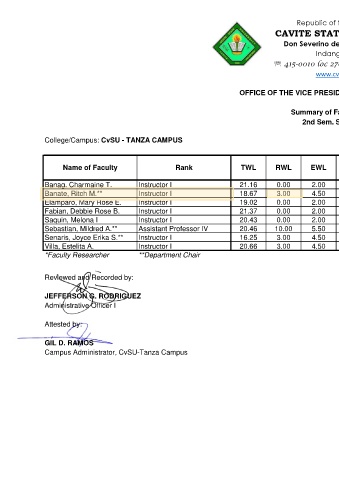 Republic of
CAVITE STAT
Don Severino de
Indang
☏ 415-0010 loc 27
www.cv
OFFICE OF THE VICE PRESID
Summary of Fa
2nd Sem. S
College/Campus: CvSU - TANZA CAMPUS
Name of Faculty Rank TWL RWL EWL
Banag, Charmaine T. Instructor I 21.16 0.00 2.00
Banate, Ritch M.** Instructor I 18.67 3.00 4.50
Elamparo, Mary Rose E. Instructor I 19.02 0.00 2.00
Fabian, Debbie Rose B. Instructor I 21.37 0.00 2.00
Saquin, Melona I Instructor I 20.43 0.00 2.00
Sebastian, Mildred A.** Assistant Professor IV 20.46 10.00 5.50
Senaris, Joyce Erika S.** Instructor I 16.25 3.00 4.50
Villa, Estelita A. Instructor I 20.66 3.00 4.50
*Faculty Researcher **Department Chair
Reviewed and Recorded by:
JEFFERSON G. RODRIGUEZ
Administrative Officer I
Attested by:
GIL D. RAMOS
Campus Administrator, CvSU-Tanza Campus